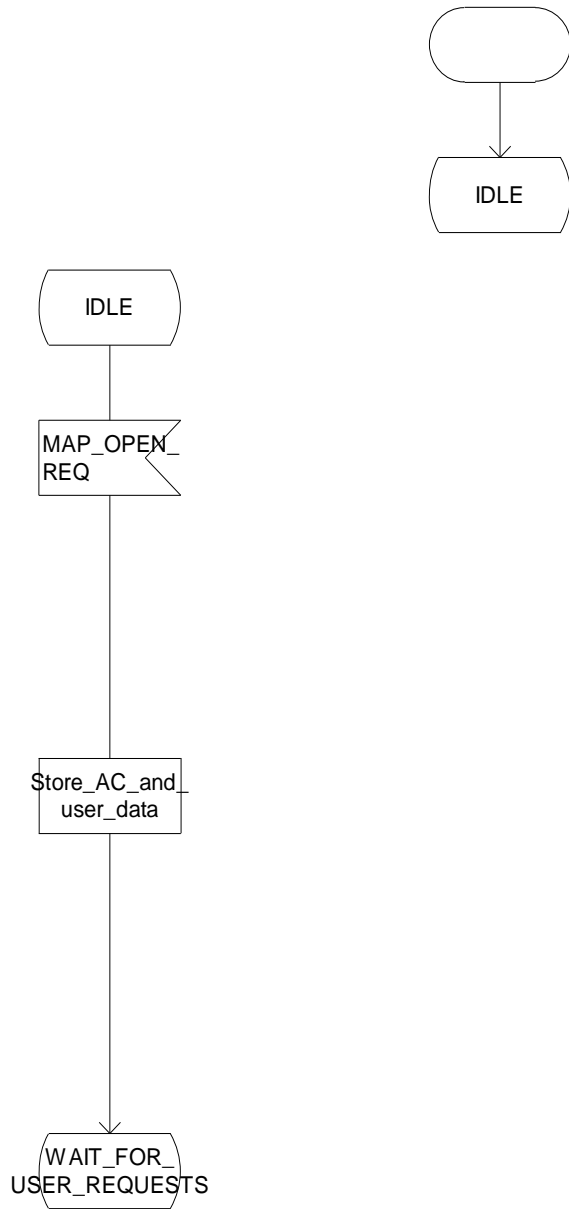 IDLE
IDLE
MAP_OPEN_
REQ
Store_AC_and_
user_data
WAIT_FOR_
USER_REQUESTS